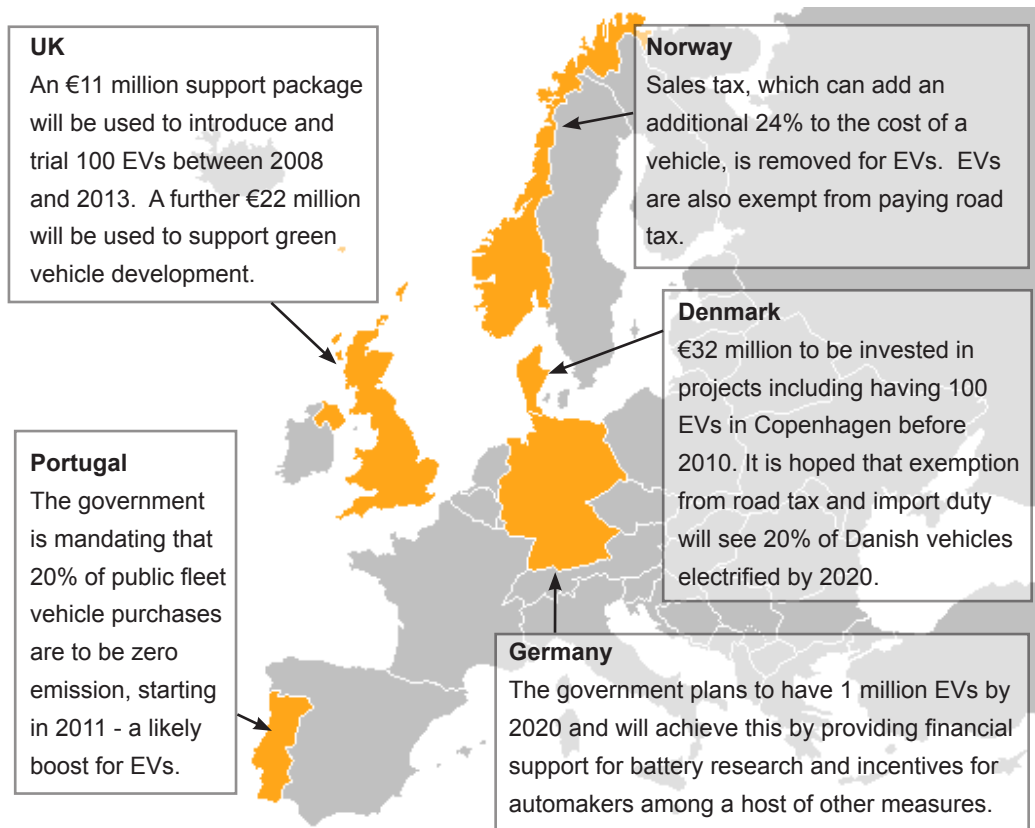 UK
An €11 million support package
will be used to introduce and
trial 100 EVs between 2008
and 2013.  A further €22 million
will be used to support green
vehicle development.
Norway
Sales tax, which can add an
additional 24% to the cost of a
vehicle, is removed for EVs.  EVs
are also exempt from paying road
tax.
Denmark
€32 million to be invested in
projects including having 100
EVs in Copenhagen before
2010. It is hoped that exemption
from road tax and import duty
will see 20% of Danish vehicles
electrified by 2020.
Portugal
The government
is mandating that
20% of public fleet
vehicle purchases
are to be zero
emission, starting
in 2011 - a likely
boost for EVs.
Germany
The government plans to have 1 million EVs by
2020 and will achieve this by providing financial
support for battery research and incentives for
automakers among a host of other measures.